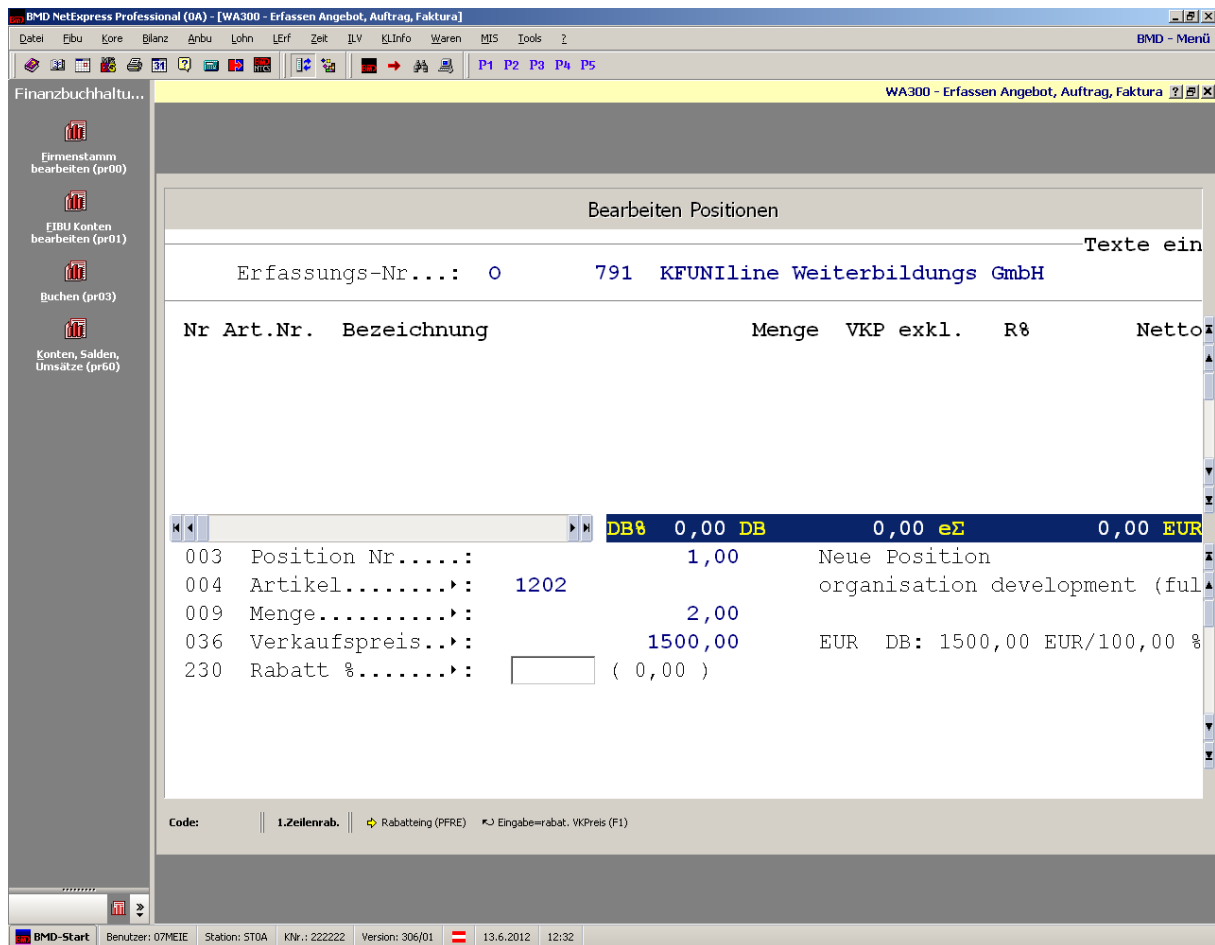 BMD NetExpress Professional (0A) - [WA300 - Erfassen Angebot, Auftrag, Faktura]
Datei Fibu Kore Bilanz Anbu Lohn LErf Zeit ILV KLInfo Waren MIS Tools ? BMD - Menü
P1 P2 P3 P4 P5
Finanzbuchhaltu... WA300 - Erfassen Angebot, Auftrag, Faktura
Firmenstamm
bearbeiten (pr00)
FIBU Konten
bearbeiten (pr01)
Buchen (pr03)
Konten, Salden,
Umsätze (pr60)
Bearbeiten Positionen
Texte ein
Erfassungs-Nr...: O 791 KFUNIline Weiterbildungs GmbH
Nr Art.Nr. Bezeichnung Menge VKP exkl. R% Netto
DB% 0,00 DB 0,00 eΣ 0,00 EUR
003 Position Nr.....: 1,00 Neue Position
004 Artikel........: 1202 organisation development (ful
009 Menge..........: 2,00
036 Verkaufspreis..: 1500,00 EUR DB: 1500,00 EUR/100,00 %
230 Rabatt %.......: ( 0,00 )
Code: 1.Zeilenrab. Rabatteing (PFRE) Eingabe=rabat. VKPreis (F1)
BMD-Start Benutzer: 07MEIE Station: ST0A KNr.: 222222 Version: 306/01 13.6.2012 12:32